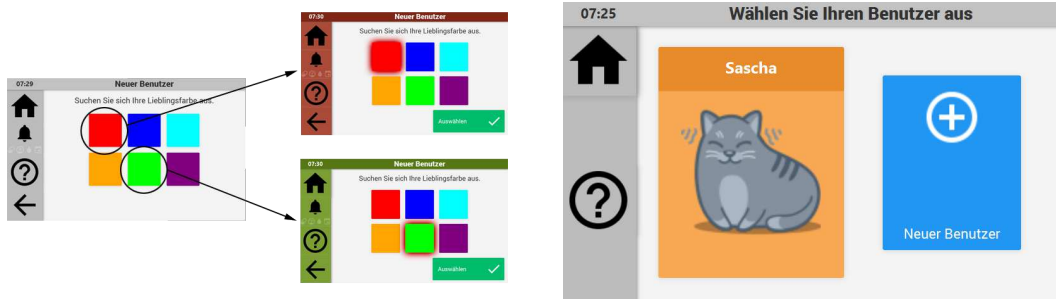 07:29 Neuer Benutzer
Suchen Sie sich Ihre Lieblingsfarbe aus.
07:30 Neuer Benutzer
Suchen Sie sich Ihre Lieblingsfarbe aus.
Auswählen
07:30 Neuer Benutzer
Suchen Sie sich Ihre Lieblingsfarbe aus.
Auswählen
07:25 Wählen Sie Ihren Benutzer aus
Sascha
Neuer Benutzer